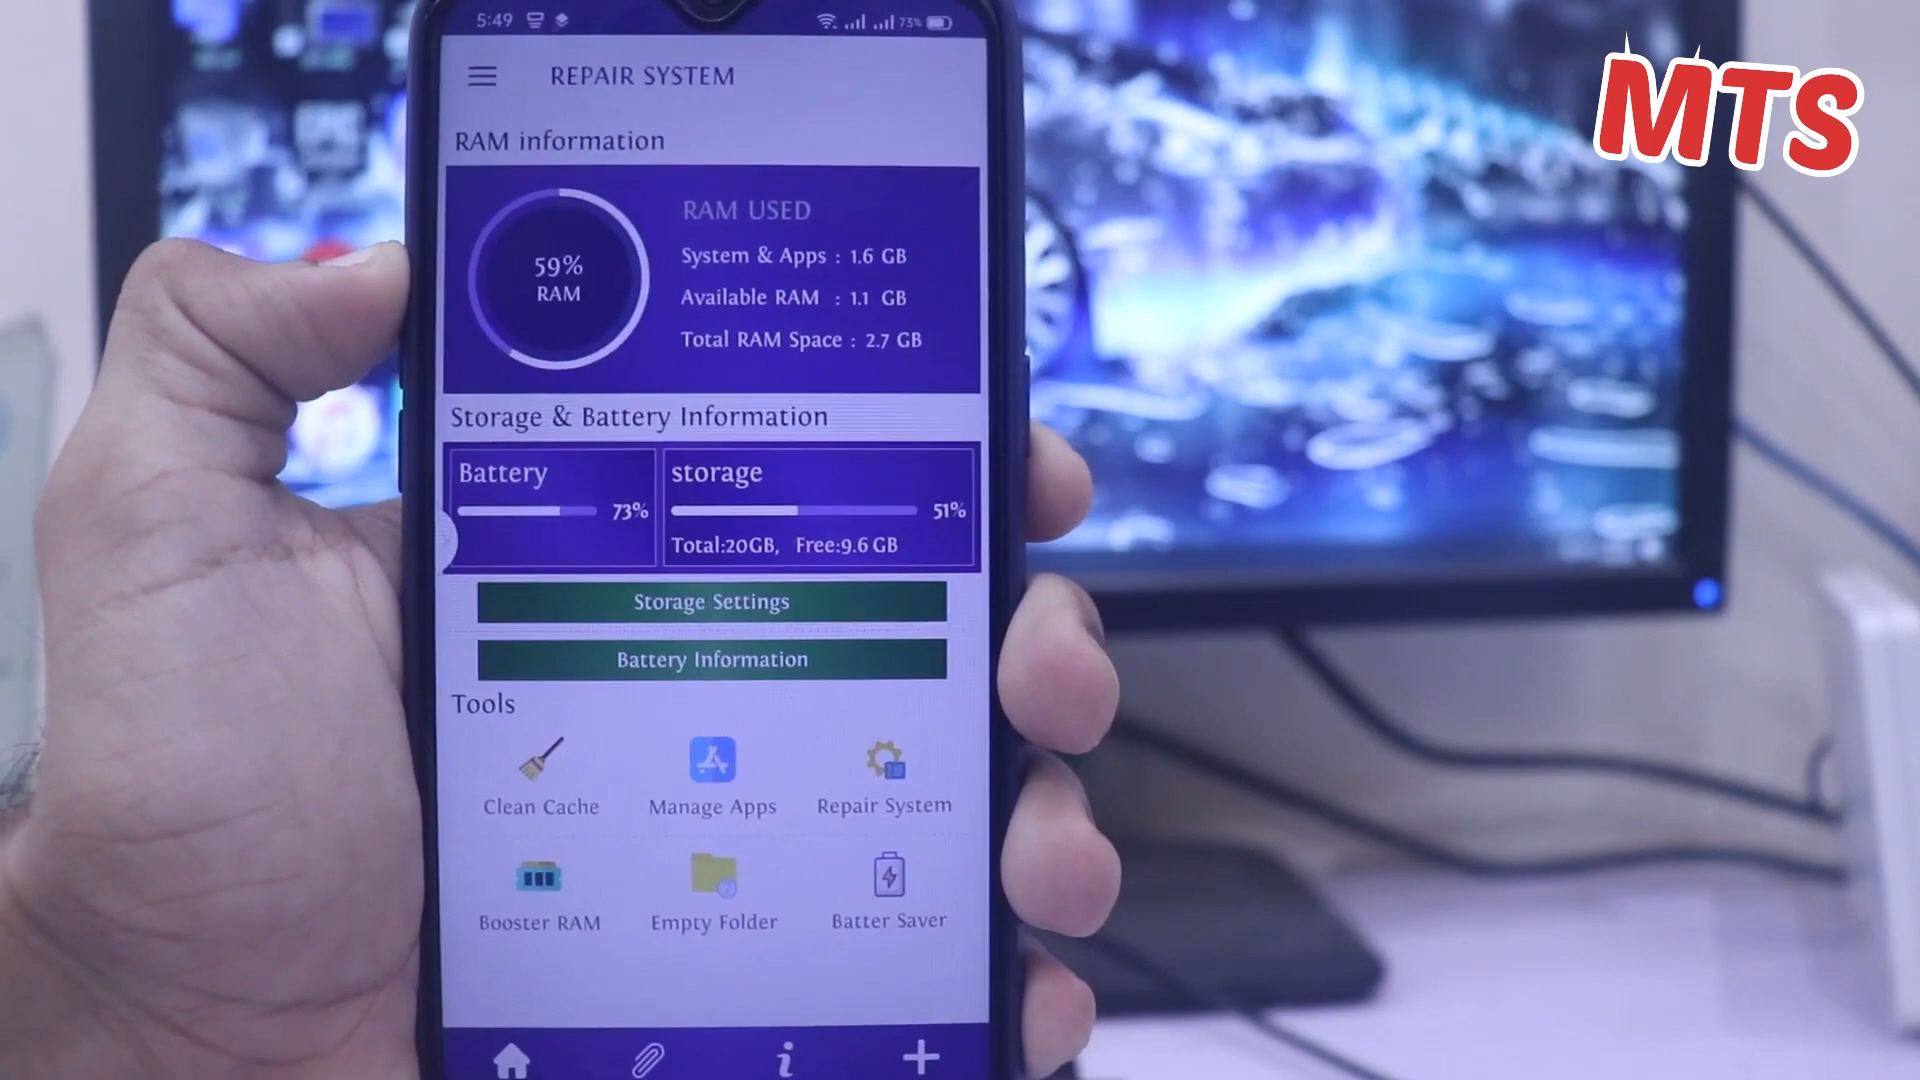 5:49
73%
MTS
REPAIR SYSTEM
RAM information
59%
RAM
RAM USED
System & Apps : 1.6 GB
Available RAM : 1.1 GB
Total RAM Space : 2.7 GB
Storage & Battery Information
Battery
73%
storage
51%
Total:20GB, Free:9.6 GB
Storage Settings
Battery Information
Tools
Clean Cache
Manage Apps
Repair System
Booster RAM
Empty Folder
Batter Saver